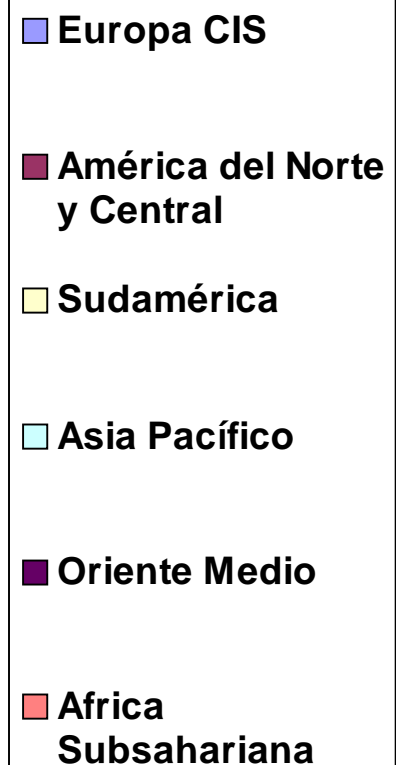 Europa CIS
América del Norte
y Central
Sudamérica
Asia Pacífico
Oriente Medio
Africa
Subsahariana